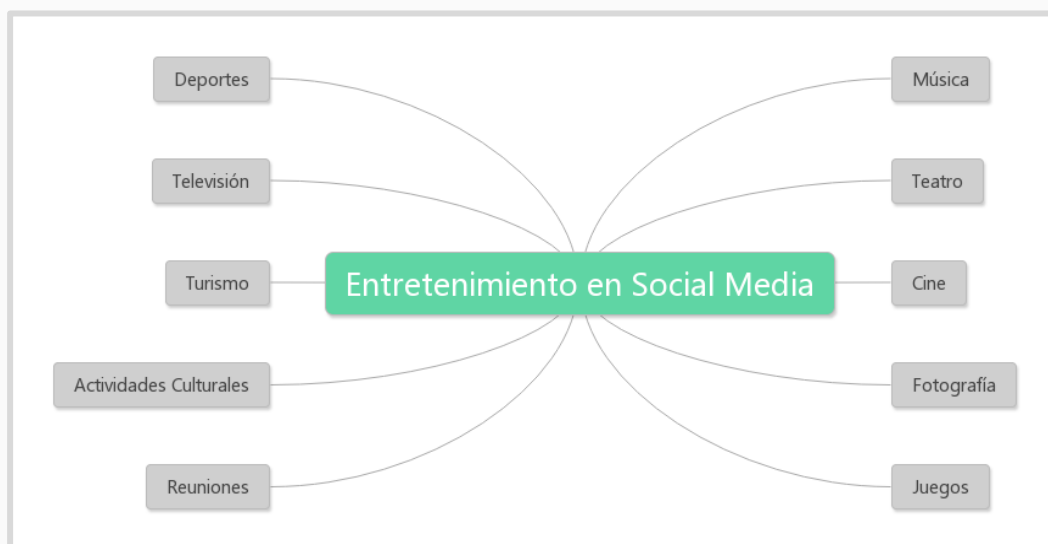 Deportes
Música
Televisión
Teatro
Turismo
Entretenimiento en Social Media
Cine
Actividades Culturales
Fotografía
Reuniones
Juegos